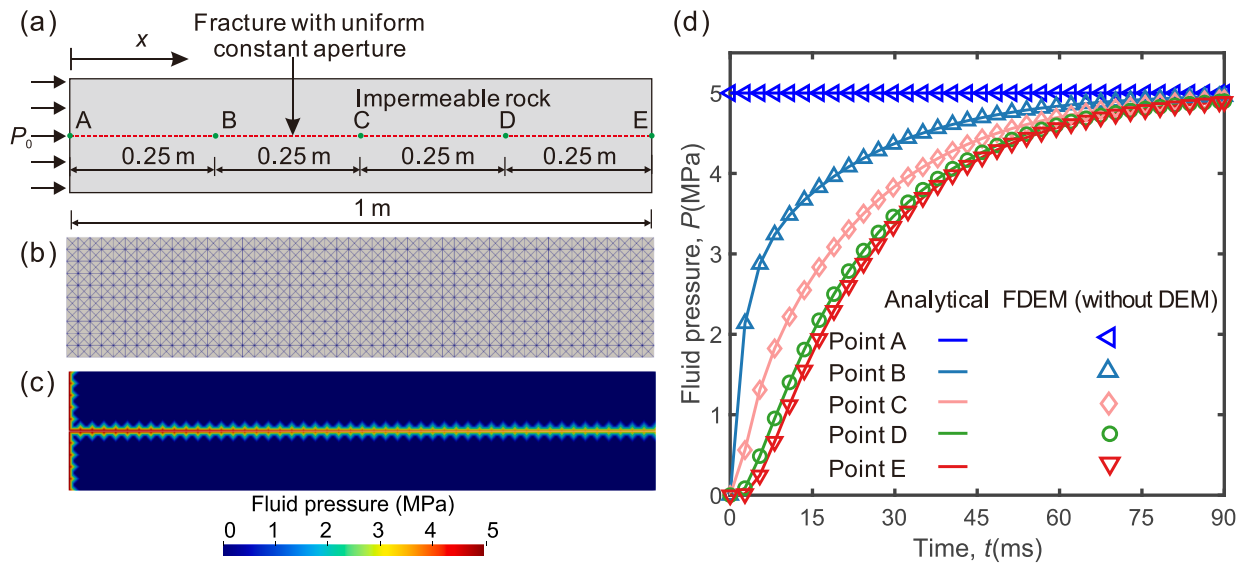 (a)
x
Fracture with uniform
constant aperture
Impermeable rock
P0
A
B
C
D
E
0.25 m
0.25 m
0.25 m
0.25 m
1 m
(b)
(c)
Fluid pressure (MPa)
0 1 2 3 4 5
(d)
Fluid pressure, P(MPa)
5
4
3
2
1
0
Analytical FDEM (without DEM)
Point A
Point B
Point C
Point D
Point E
0 15 30 45 60 75 90
Time, t(ms)